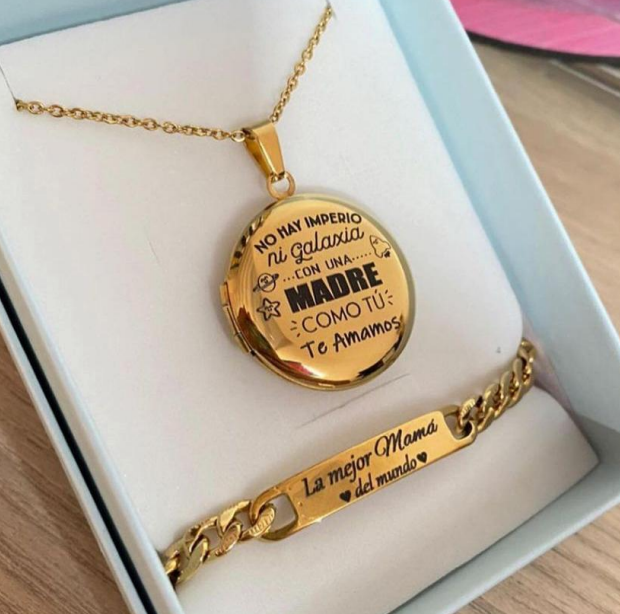 NO HAY IMPERIO
ni galaxia
CON UNA
MADRE
COMO TÚ
Te Amamos
La mejor Mamá
del mundo